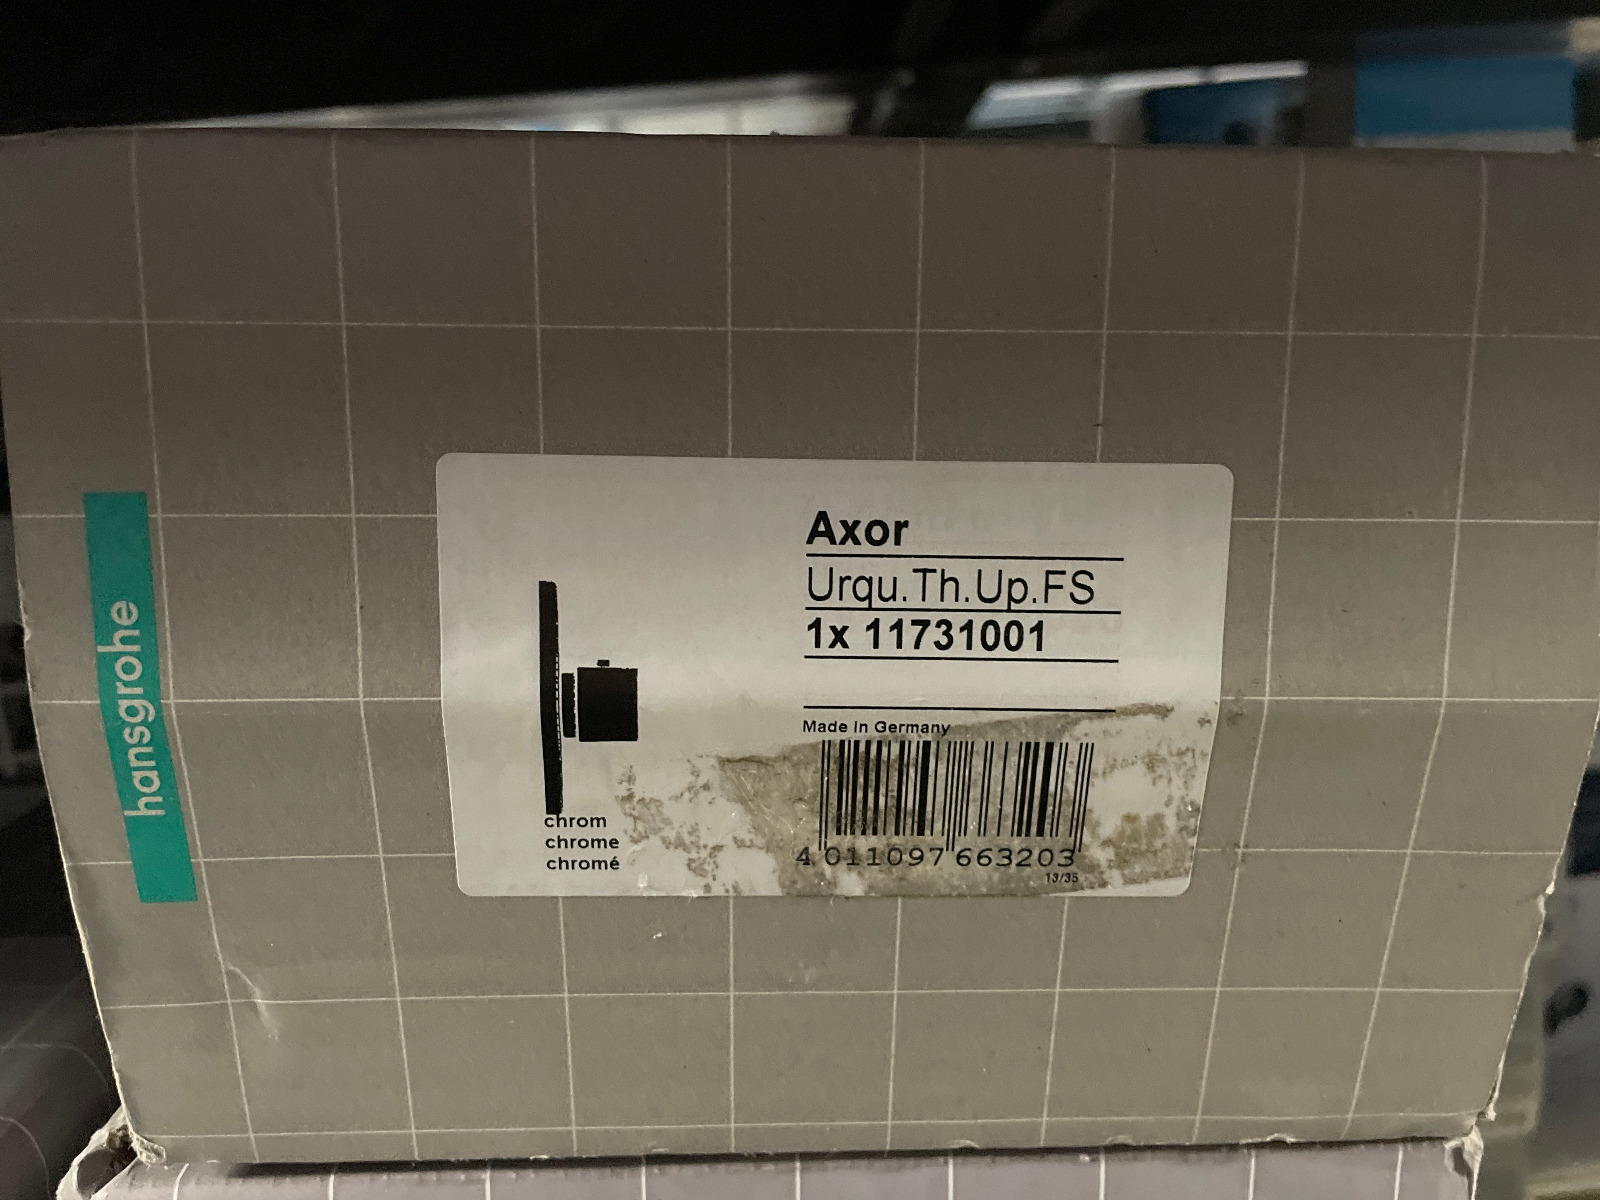 hansgrohe
Axor
Urqu.Th.Up.FS
1x 11731001
Made in Germany
chrom
chrome
chromé
4 011097 663203
13/35